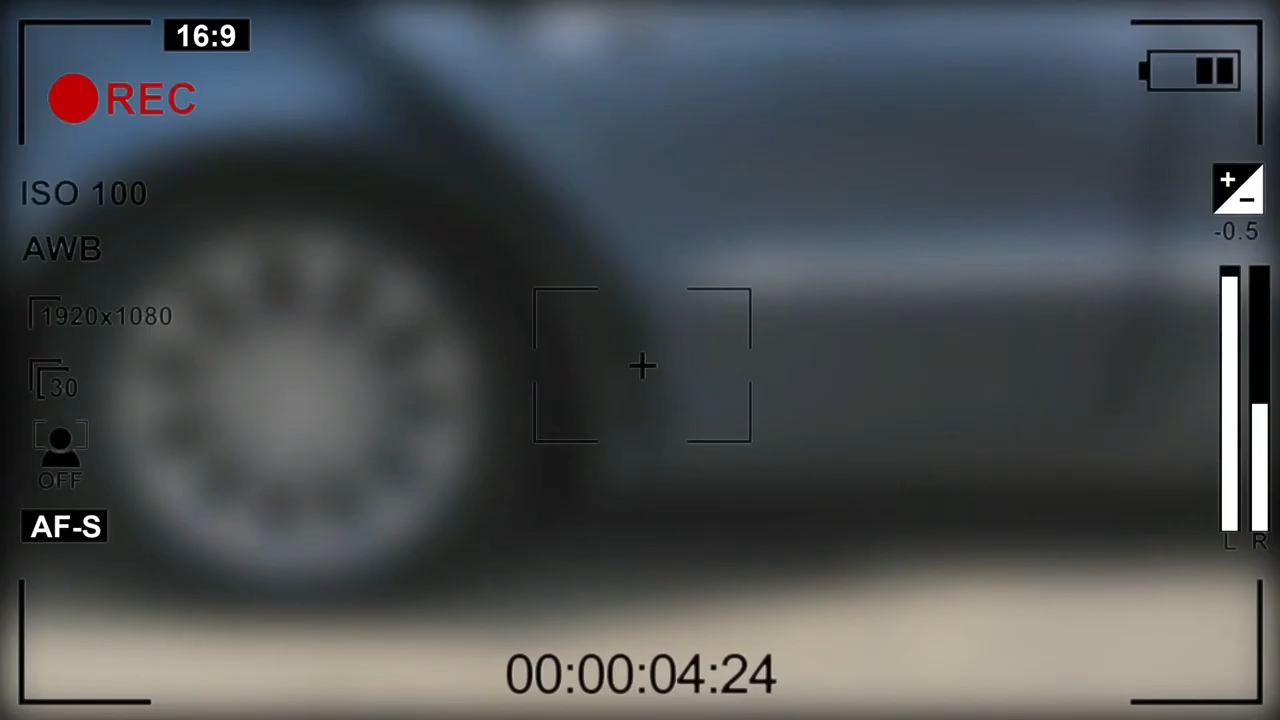 16:9
REC
ISO 100
AWB
1920x1080
30
OFF
AF-S
+
-
-0.5
L R
00:00:04:24